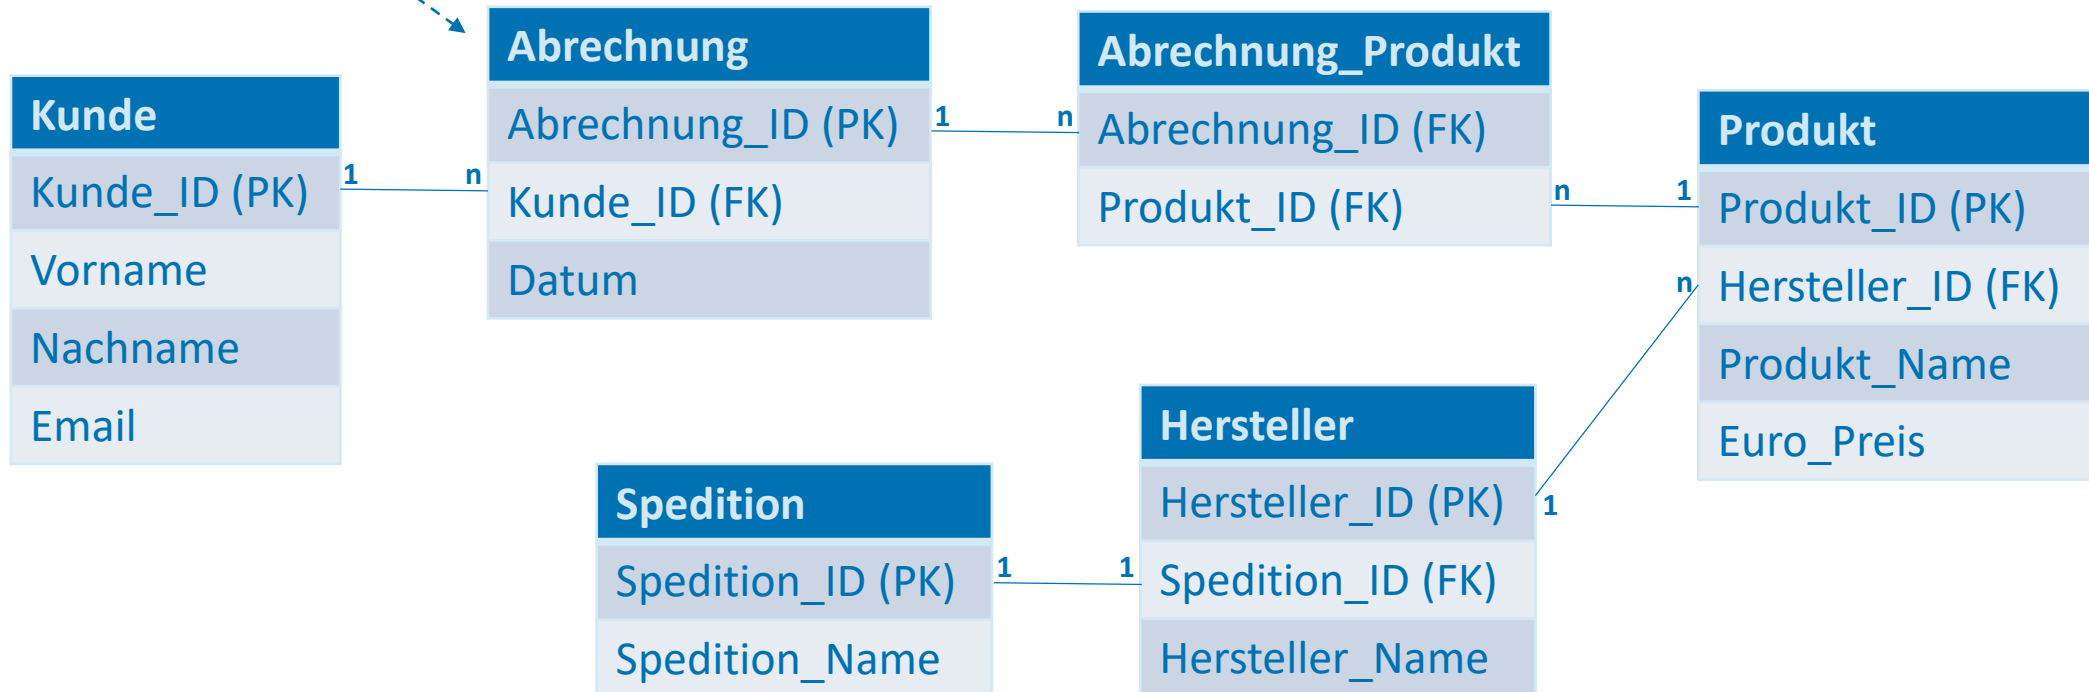 Kunde
Kunde_ID (PK)
Vorname
Nachname
Email
1
n
Abrechnung
Abrechnung_ID (PK)
Kunde_ID (FK)
Datum
1
n
Abrechnung_Produkt
Abrechnung_ID (FK)
Produkt_ID (FK)
n
1
Produkt
Produkt_ID (PK)
Hersteller_ID (FK)
Produkt_Name
Euro_Preis
n
1
Spedition
Spedition_ID (PK)
Spedition_Name
1
1
Hersteller
Hersteller_ID (PK)
Spedition_ID (FK)
Hersteller_Name